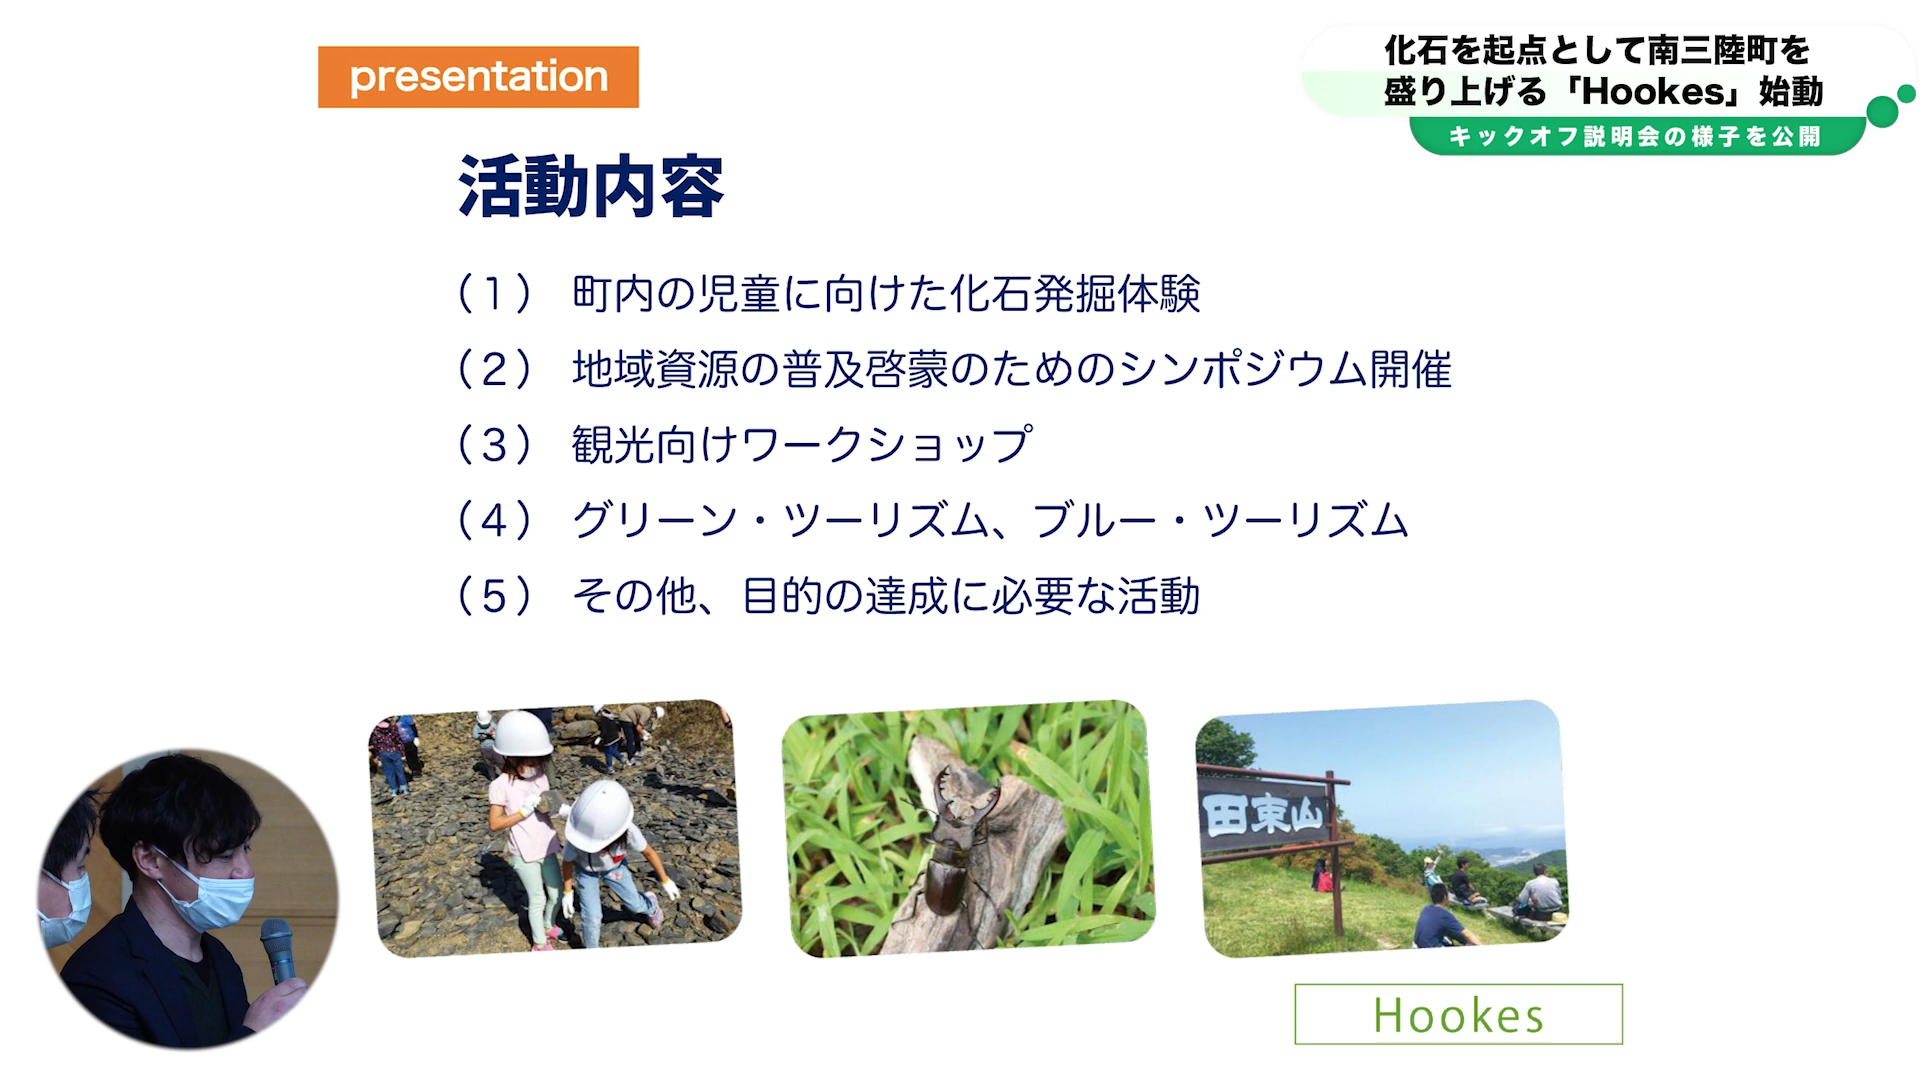 presentation
化石を起点として南三陸町を
盛り上げる「Hookes」始動
キックオフ説明会の様子を公開
活動内容
（1） 町内の児童に向けた化石発掘体験
（2） 地域資源の普及啓蒙のためのシンポジウム開催
（3） 観光向けワークショップ
（4） グリーン・ツーリズム、ブルー・ツーリズム
（5） その他、目的の達成に必要な活動
田束山
Hookes